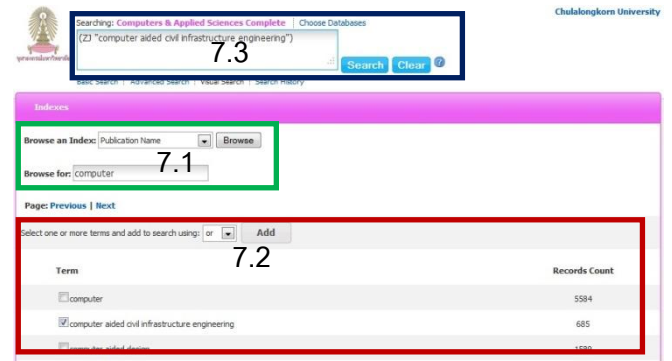 Chulalongkorn University
Searching: Computers & Applied Sciences Complete | Choose Databases
(ZJ "computer aided civil infrastructure engineering")
7.3
Search Clear ?
Basic Search | Advanced Search | Visual Search | Search History
Indexes
Browse an Index: Publication Name Browse
7.1
Browse for: computer
Page: Previous | Next
Select one or more terms and add to search using: or Add
7.2
Term Records Count
computer 5584
computer aided civil infrastructure engineering 685
computer aided design